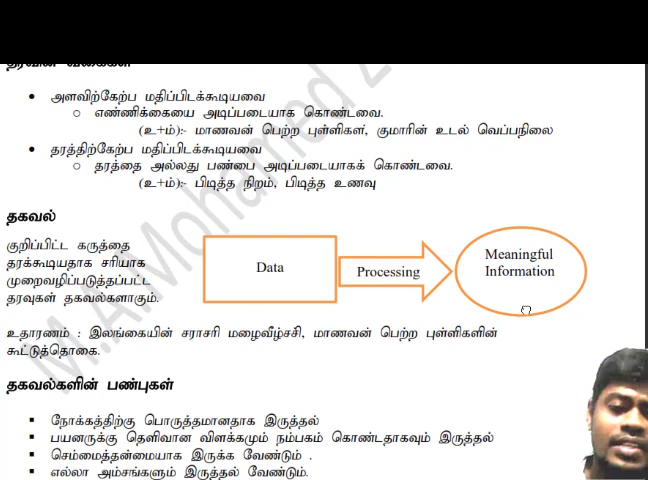 தரவின் வகைகள்
• அளவிற்கேற்ப மதிப்பிடக்கூடியவை
o எண்ணிக்கையை அடிப்படையாக கொண்டவை.
(உ+ம்):- மாணவன் பெற்ற புள்ளிகள், குமாரின் உடல் வெப்பநிலை
• தரத்திற்கேற்ப மதிப்பிடக்கூடியவை
o தரத்தை அல்லது பண்பை அடிப்படையாகக் கொண்டவை.
(உ+ம்):- பிடித்த நிறம், பிடித்த உணவு
தகவல்
குறிப்பிட்ட கருத்தை
தரக்கூடியதாக சரியாக
முறைவழிப்படுத்தப்பட்ட
தரவுகள் தகவல்களாகும்.
Data
Processing
Meaningful
Information
உதாரணம் : இலங்கையின் சராசரி மழைவீழ்ச்சி, மாணவன் பெற்ற புள்ளிகளின்
கூட்டுத்தொகை.
தகவல்களின் பண்புகள்
▪ நோக்கத்திற்கு பொருத்தமானதாக இருத்தல்
▪ பயனருக்கு தெளிவான விளக்கமும் நம்பகம் கொண்டதாகவும் இருத்தல்
▪ செம்மைத்தன்மையாக இருக்க வேண்டும் .
▪ எல்லா அம்சங்களும் இருத்தல் வேண்டும்.
M.A.Mohamed